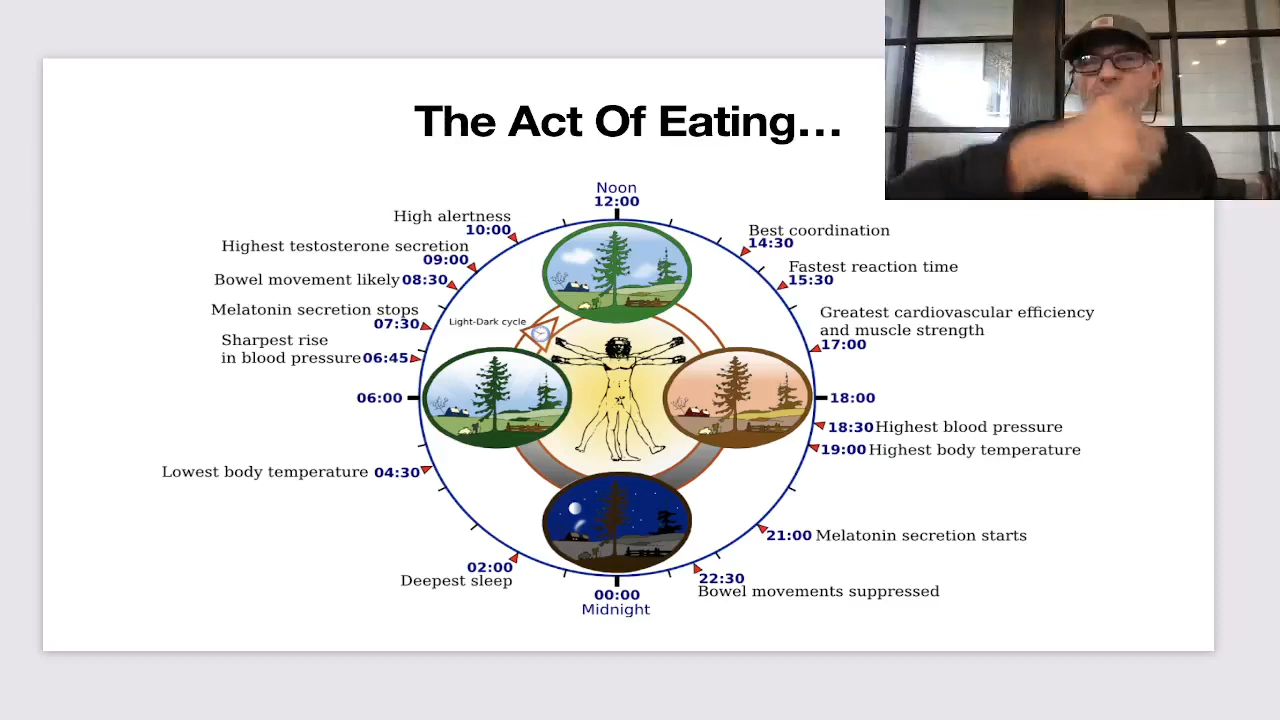 The Act Of Eating...
Noon
12:00
High alertness
10:00
Highest testosterone secretion
09:00
Bowel movement likely 08:30
Melatonin secretion stops
07:30
Sharpest rise
in blood pressure 06:45
06:00
Lowest body temperature 04:30
02:00
Deepest sleep
00:00
Midnight
Light-Dark cycle
Best coordination
14:30
Fastest reaction time
15:30
Greatest cardiovascular efficiency
and muscle strength
17:00
18:00
18:30 Highest blood pressure
19:00 Highest body temperature
21:00 Melatonin secretion starts
22:30
Bowel movements suppressed